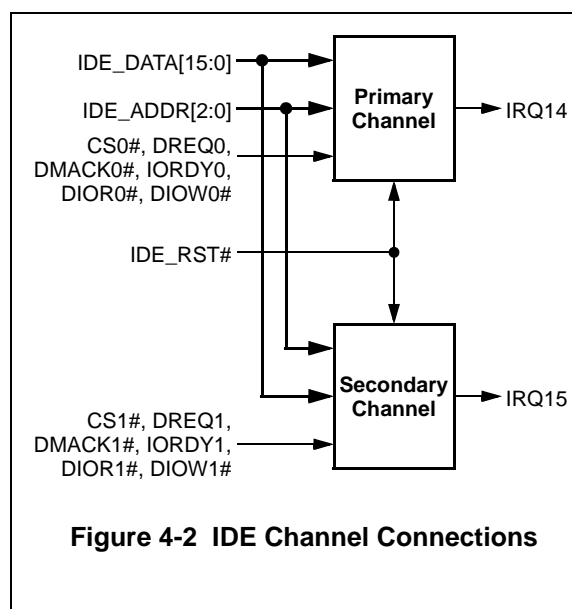 IDE_DATA[15:0]
IDE_ADDR[2:0]
CS0#, DREQ0,
DMACK0#, IORDY0,
DIOR0#, DIOW0#
Primary
Channel
IRQ14
IDE_RST#
CS1#, DREQ1,
DMACK1#, IORDY1,
DIOR1#, DIOW1#
Secondary
Channel
IRQ15
Figure 4-2 IDE Channel Connections